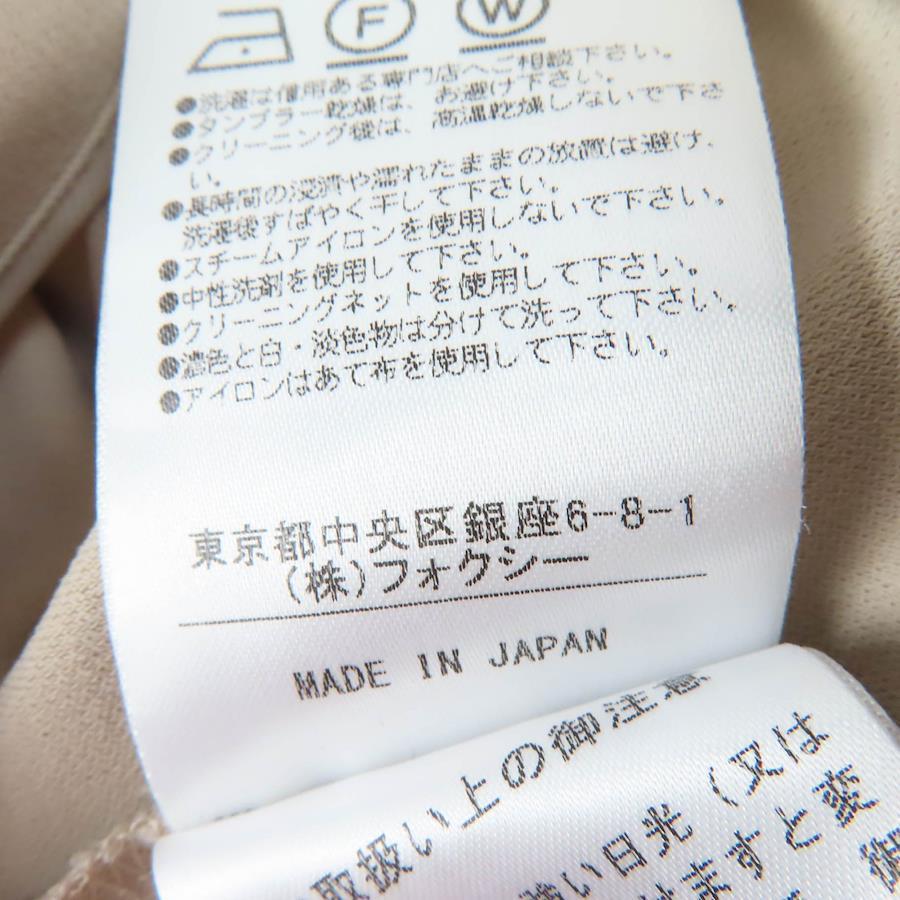 F W
●洗濯は信用ある専門店へご相談下さい。
●タンブラー乾燥は、お避け下さい。
●クリーニング後は、高温乾燥しないで下さ
い。
●長時間の浸漬や濡れたままの放置は避け、
洗濯後すばやく干して下さい。
●スチームアイロンを使用しないで下さい。
●中性洗剤を使用して下さい。
●クリーニングネットを使用して下さい。
●濃色と白・淡色物は分けて洗って下さい。
●アイロンはあて布を使用して下さい。
東京都中央区銀座6-8-1
(株)フォクシー
MADE IN JAPAN
取扱い上の御注意
強い日光(又は
ますと変
御